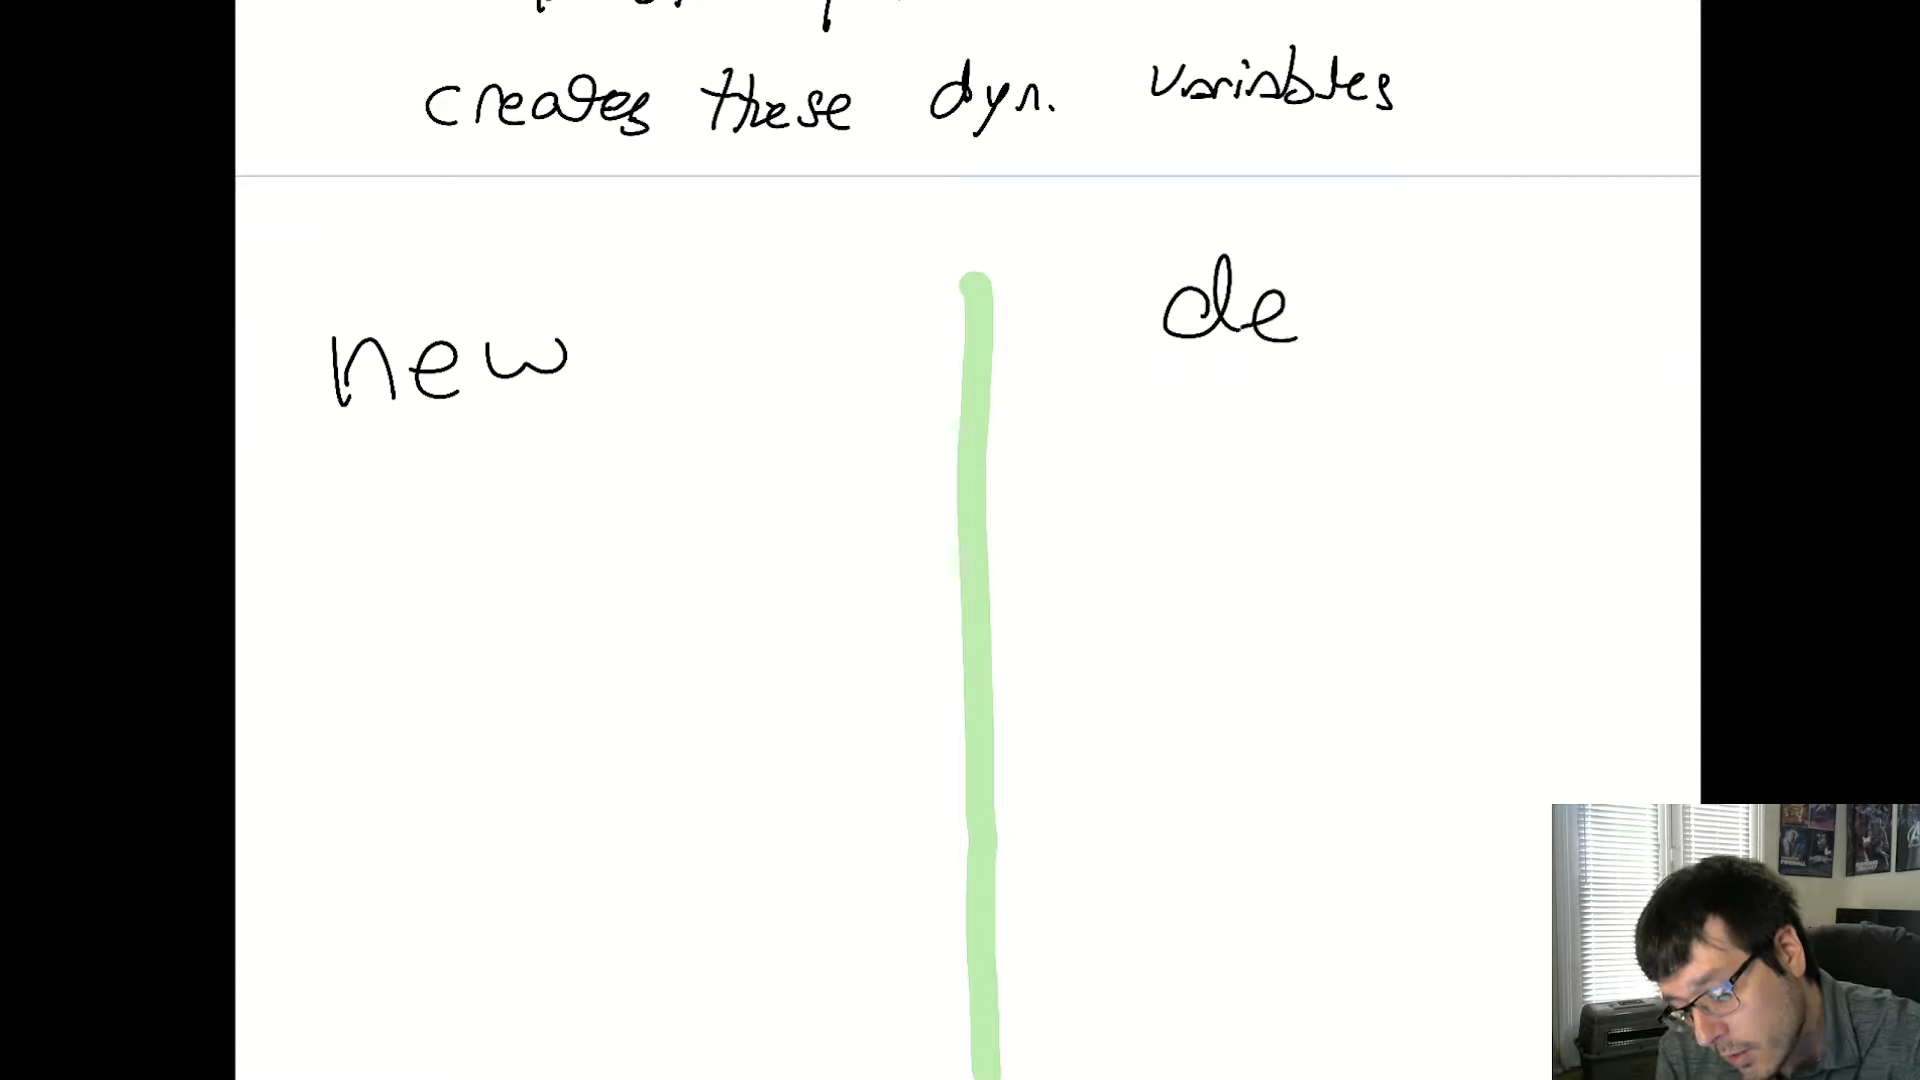 creates these dyn. variables
new
de